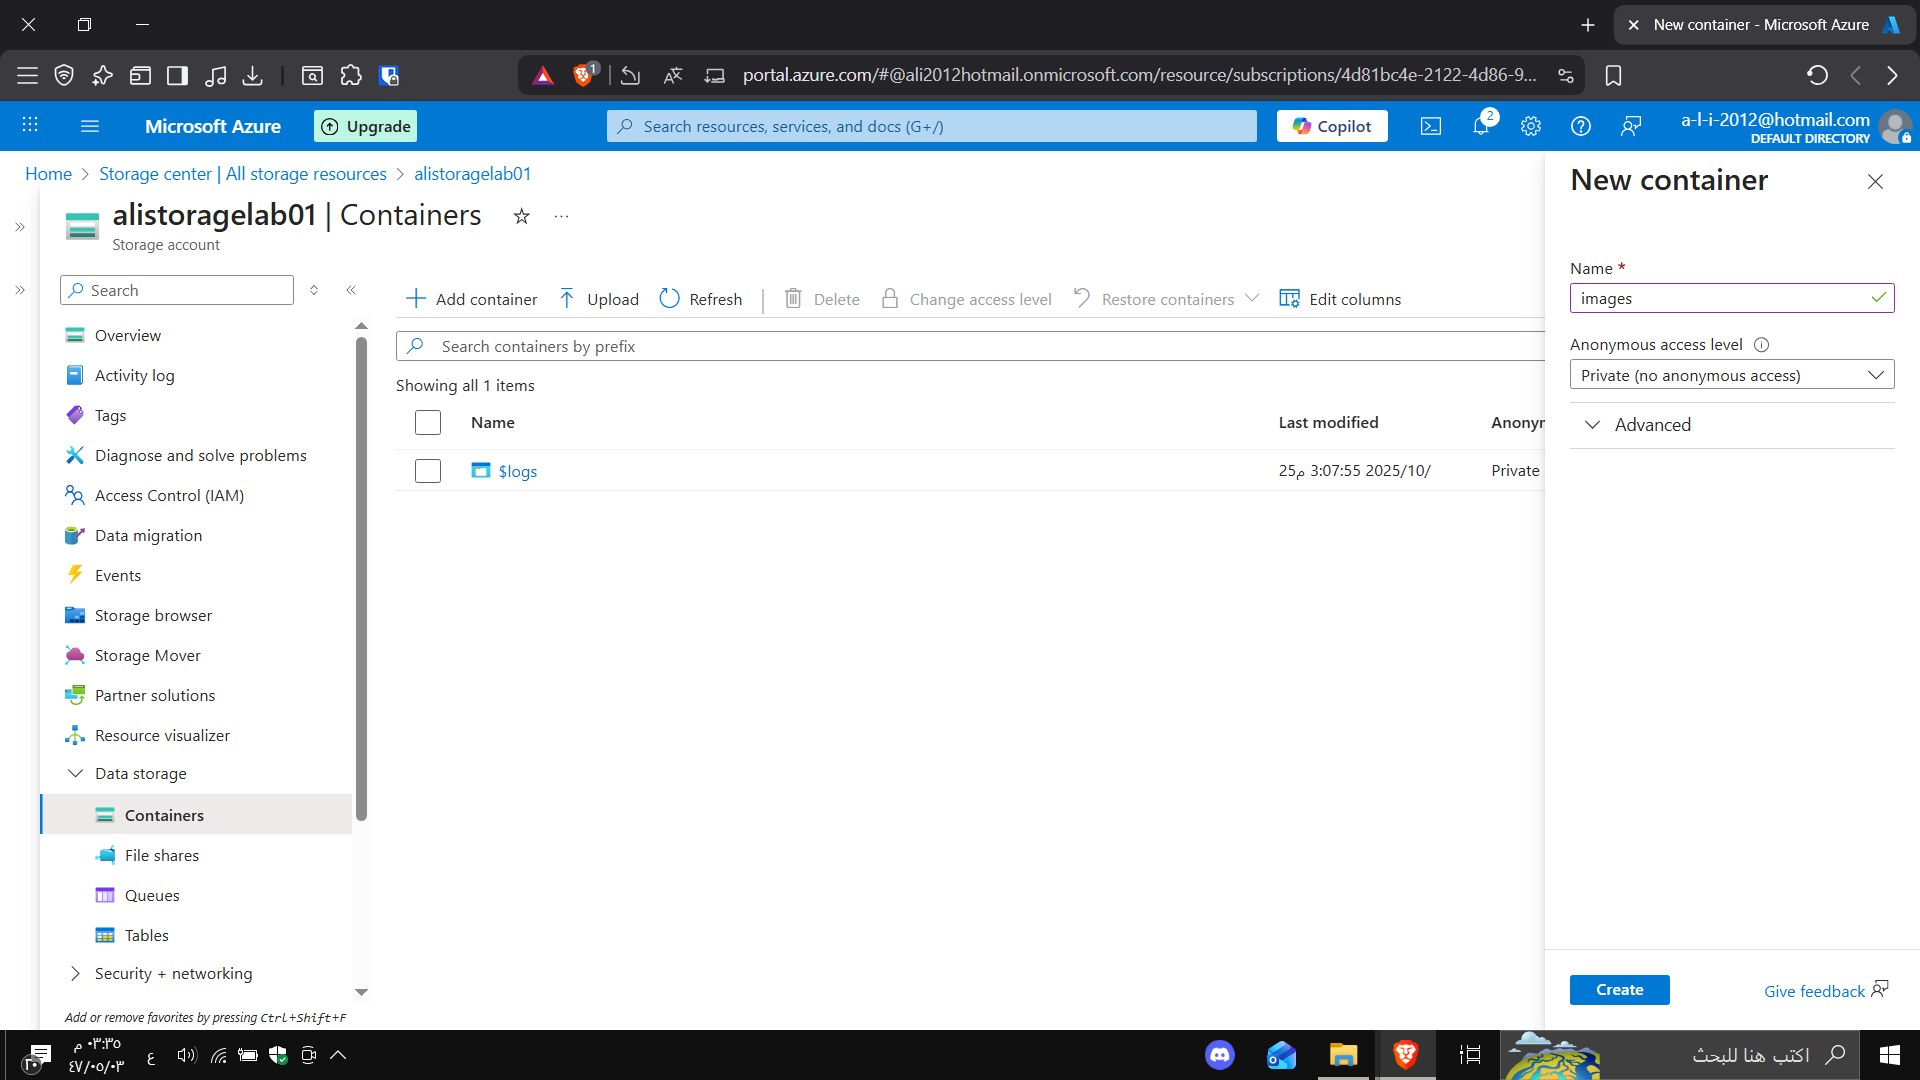 New container - Microsoft Azure
1
portal.azure.com/#@ali2012hotmail.onmicrosoft.com/resource/subscriptions/4d81bc4e-2122-4d86-9...
Microsoft Azure
Upgrade
Search resources, services, and docs (G+/)
Copilot
2
a-l-i-2012@hotmail.com
DEFAULT DIRECTORY
Home > Storage center | All storage resources > alistoragelab01
alistoragelab01 | Containers
...
Storage account
Search
Overview
Activity log
Tags
Diagnose and solve problems
Access Control (IAM)
Data migration
Events
Storage browser
Storage Mover
Partner solutions
Resource visualizer
Data storage
Containers
File shares
Queues
Tables
Security + networking
Add or remove favorites by pressing Ctrl+Shift+F
Add container
Upload
Refresh
Delete
Change access level
Restore containers
Edit columns
Search containers by prefix
Showing all 1 items
Name Last modified Anonyr
$logs 25م 3:07:55 2025/10/ Private
New container
Name *
images
Anonymous access level
Private (no anonymous access)
Advanced
Create
Give feedback
٢٠
٠٣:٣٥ م
٤٧/٠٥/٠٣
ع
اكتب هنا للبحث